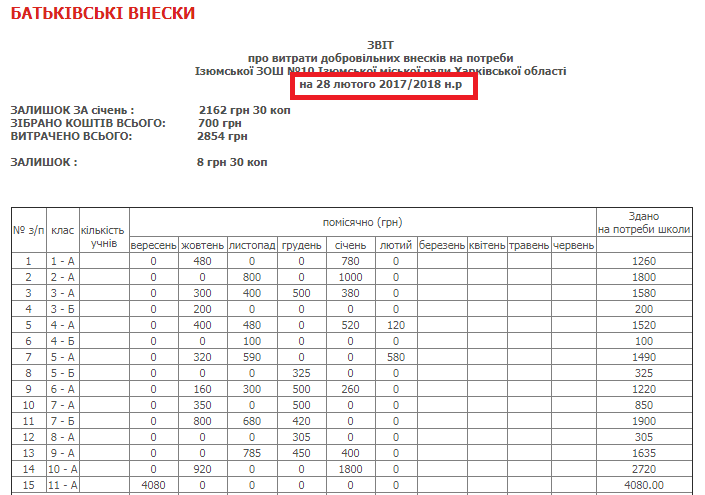 БАТЬКІВСЬКІ ВНЕСКИ
ЗВІТ
про витрати добровільних внесків на потреби
Ізюмської ЗОШ №10 Ізюмської міської ради Харківської області
на 28 лютого 2017/2018 н.р
ЗАЛИШОК ЗА січень : 2162 грн 30 коп
ЗІБРАНО КОШТІВ ВСЬОГО: 700 грн
ВИТРАЧЕНО ВСЬОГО: 2854 грн
ЗАЛИШОК : 8 грн 30 коп
№ з/п клас кількість учнів помісячно (грн) Здано на потреби школи
вересень жовтень листопад грудень січень лютий березень квітень травень червень
1 1 - А 0 480 0 0 780 0 1260
2 2 - А 0 0 800 0 1000 0 1800
3 3 - А 0 300 400 500 380 0 1580
4 3 - Б 0 200 0 0 0 0 200
5 4 - А 0 400 480 0 520 120 1520
6 4 - Б 0 0 100 0 0 0 100
7 5 - А 0 320 590 0 0 580 1490
8 5 - Б 0 0 0 325 0 0 325
9 6 - А 0 160 300 500 260 0 1220
10 7 - А 0 350 0 500 0 0 850
11 7 - Б 0 800 680 420 0 0 1900
12 8 - А 0 0 0 305 0 0 305
13 9 - А 0 0 785 450 400 0 1635
14 10 - А 0 920 0 0 1800 0 2720
15 11 - А 4080 0 0 0 0 0 4080.00